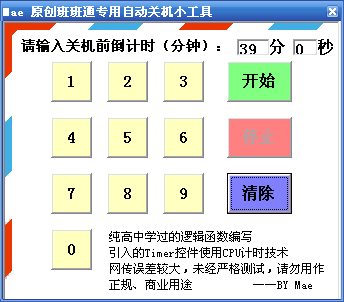 mae 原创班班通专用自动关机小工具
请输入关机前倒计时（分钟）： 39 分 0 秒
1 2 3 开始
4 5 6
7 8 9 清除
0
纯高中学过的逻辑函数编写
引入的Timer控件使用CPU计时技术
网传误差较大，未经严格测试，请勿用作
正规、商业用途 ——BY Mae